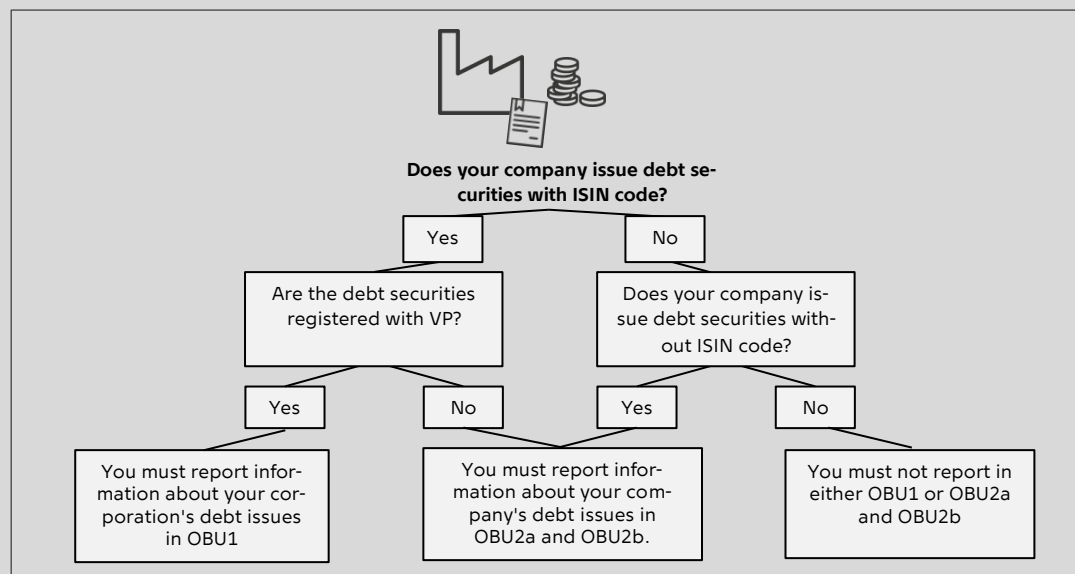 Does your company issue debt se-
curities with ISIN code?
Yes
No
Are the debt securities
registered with VP?
Does your company is-
sue debt securities with-
out ISIN code?
Yes
No
Yes
No
You must report infor-
mation about your cor-
poration's debt issues
in OBU1
You must report infor-
mation about your com-
pany's debt issues in
OBU2a and OBU2b.
You must not report in
either OBU1 or OBU2a
and OBU2b